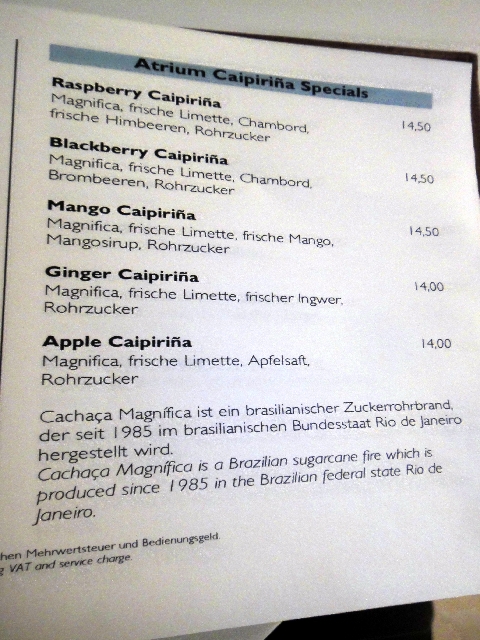 Atrium Caipiriña Specials
Raspberry Caipiriña
Magnifica, frische Limette, Chambord, 14,50
frische Himbeeren, Rohrzucker
Blackberry Caipiriña
Magnifica, frische Limette, Chambord, 14,50
Brombeeren, Rohrzucker
Mango Caipiriña
Magnifica, frische Limette, frische Mango, 14,50
Mangosirup, Rohrzucker
Ginger Caipiriña
Magnifica, frische Limette, frischer Ingwer, 14,00
Rohrzucker
Apple Caipiriña 14,00
Magnifica, frische Limette, Apfelsaft,
Rohrzucker
Cachaça Magnífica ist ein brasilianischer Zuckerrohrbrand,
der seit 1985 im brasilianischen Bundesstaat Rio de Janeiro
hergestellt wird.
Cachaça Magnífica is a Brazilian sugarcane fire which is
produced since 1985 in the Brazilian federal state Rio de
Janeiro.
hen Mehrwertsteuer und Bedienungsgeld.
g VAT and service charge.